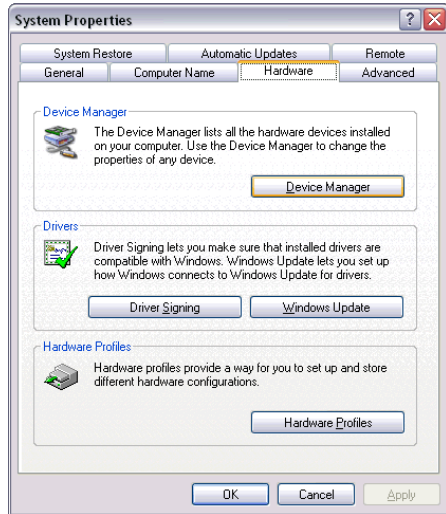 System Properties
System Restore Automatic Updates Remote
General Computer Name Hardware Advanced
Device Manager
The Device Manager lists all the hardware devices installed
on your computer. Use the Device Manager to change the
properties of any device.
Device Manager
Drivers
Driver Signing lets you make sure that installed drivers are
compatible with Windows. Windows Update lets you set up
how Windows connects to Windows Update for drivers.
Driver Signing Windows Update
Hardware Profiles
Hardware profiles provide a way for you to set up and store
different hardware configurations.
Hardware Profiles
OK Cancel Apply